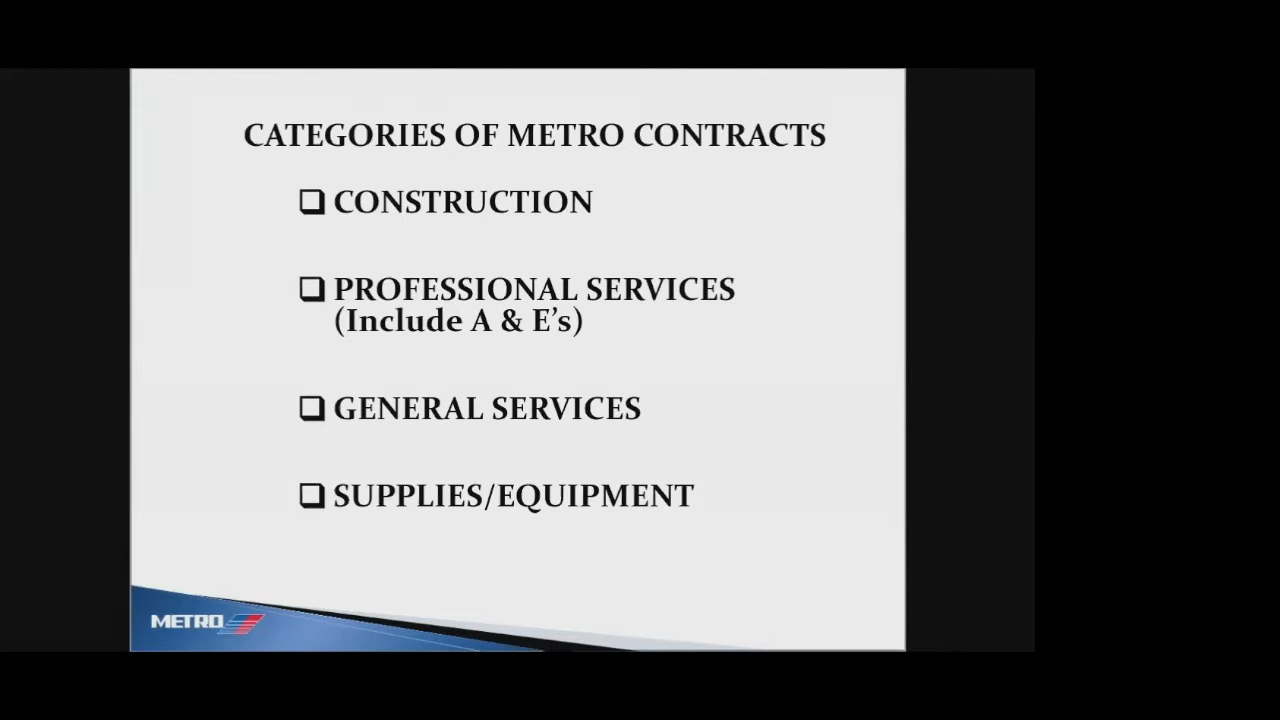 CATEGORIES OF METRO CONTRACTS
CONSTRUCTION
PROFESSIONAL SERVICES
(Include A & E’s)
GENERAL SERVICES
SUPPLIES/EQUIPMENT
METRO